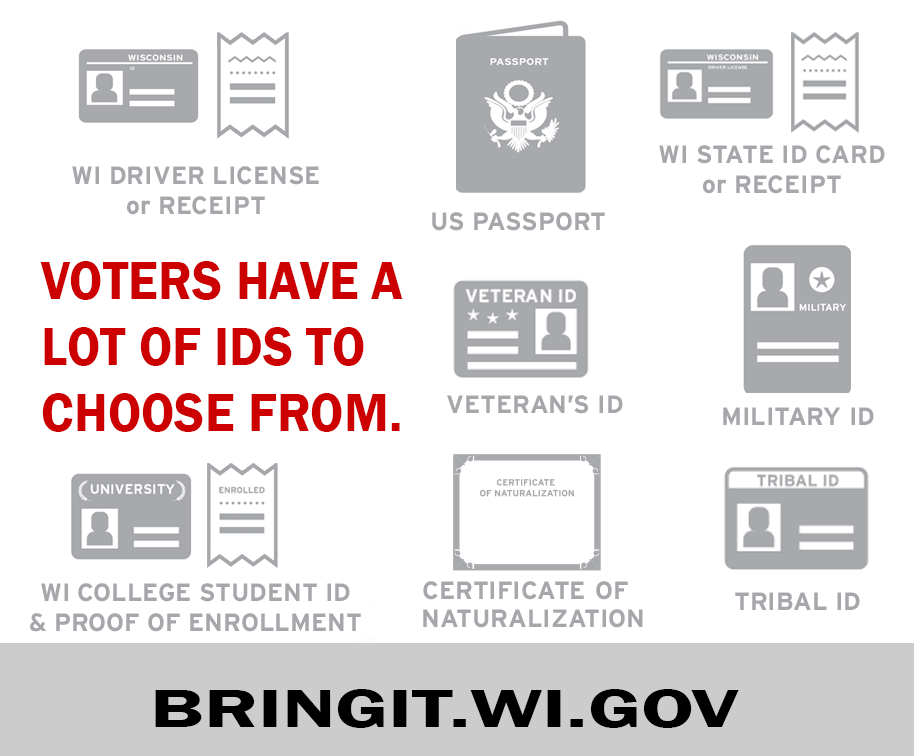 WISCONSIN
ID
WI DRIVER LICENSE
or RECEIPT
PASSPORT
US PASSPORT
WISCONSIN
DRIVER LICENSE
WI STATE ID CARD
or RECEIPT
VOTERS HAVE A
LOT OF IDS TO
CHOOSE FROM.
VETERAN ID
VETERAN'S ID
MILITARY
MILITARY ID
UNIVERSITY
ENROLLED
WI COLLEGE STUDENT ID
& PROOF OF ENROLLMENT
CERTIFICATE
OF NATURALIZATION
CERTIFICATE OF
NATURALIZATION
TRIBAL ID
TRIBAL ID
BRINGIT.WI.GOV